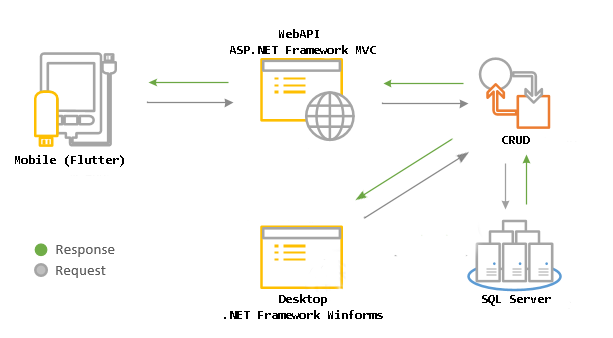 WebAPI
ASP.NET Framework MVC
Mobile (Flutter)
CRUD
Response
Request
Desktop
.NET Framework Winforms
SQL Server